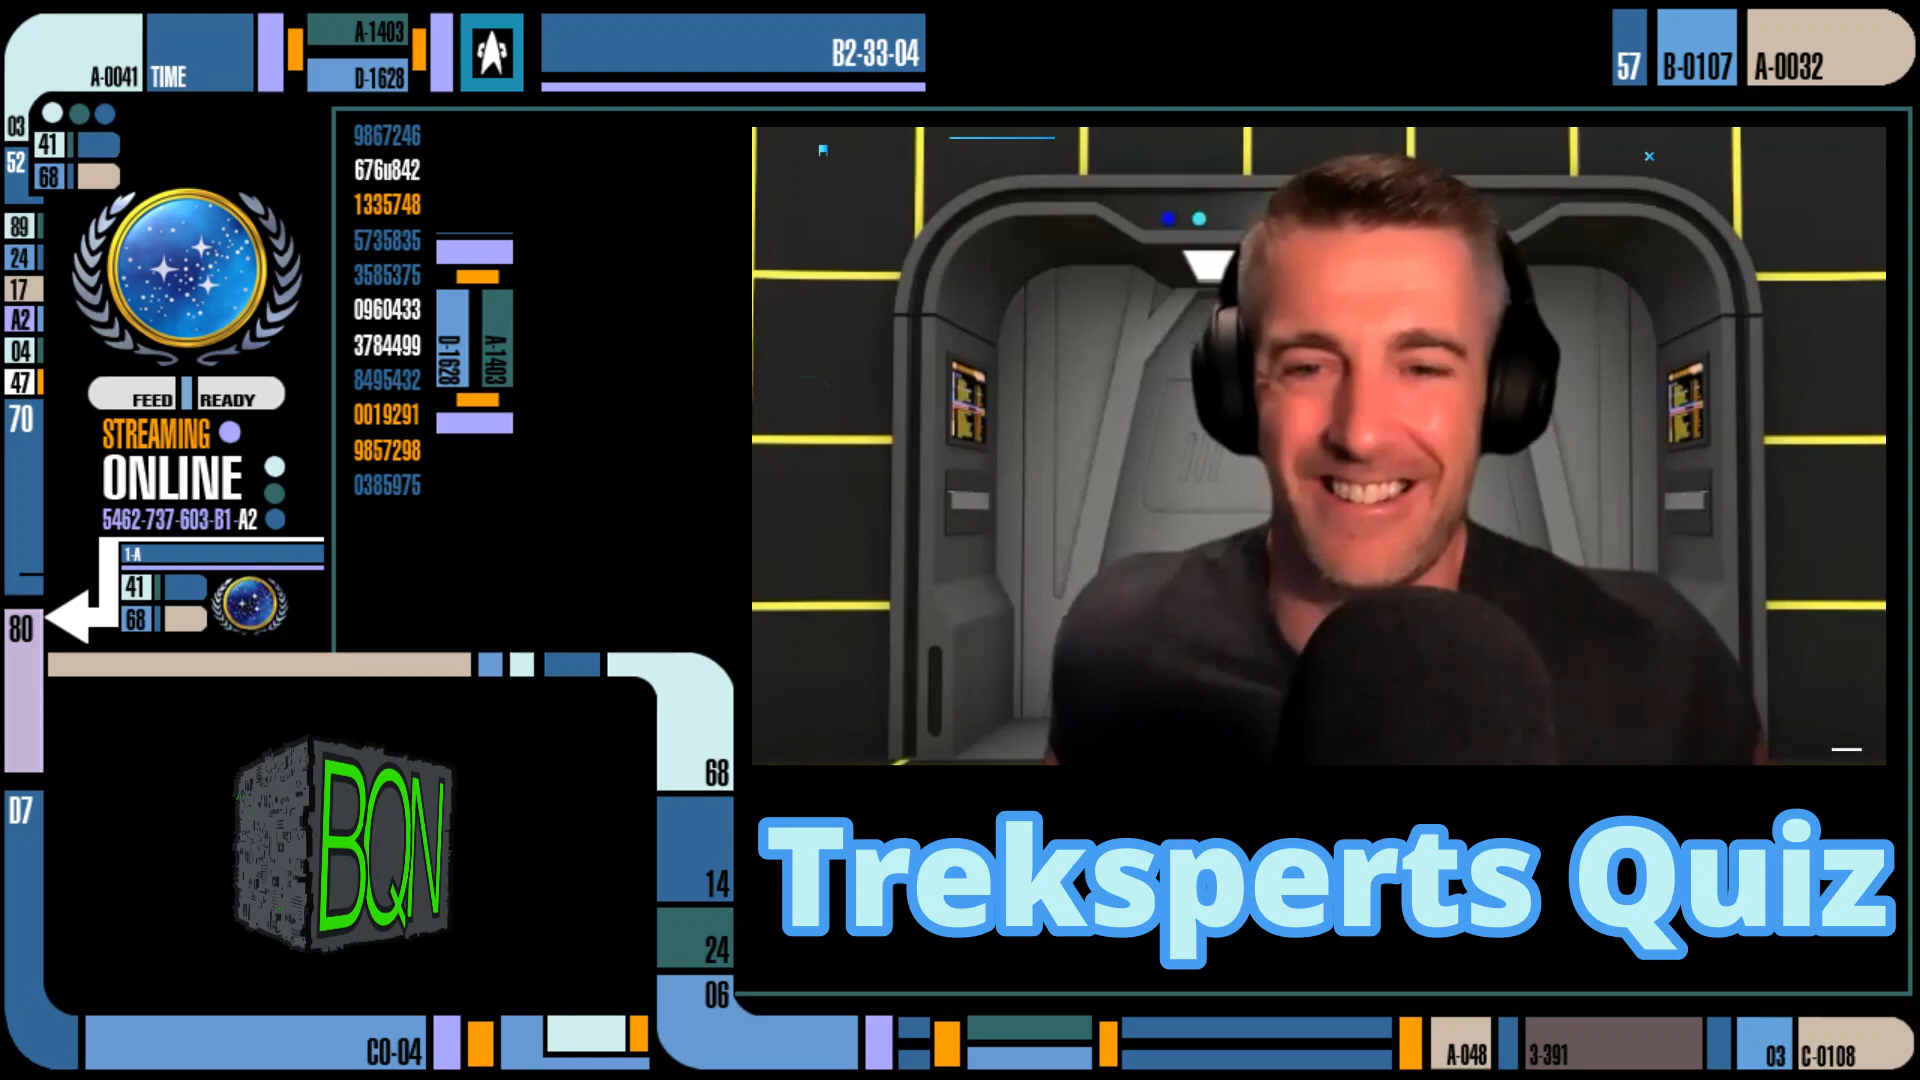 A-0041
TIME
A-1403
D-1628
B2-33-04
57
B-0107
A-0032
03
41
52
68
89
24
17
A2
04
47
70
FEED READY
STREAMING
ONLINE
5462-737-603-B1-A2
1-A
41
68
80
D7
9867246
676u842
1335748
5735835
3585375
0960433
3784499
8495432
0019291
9857298
0385975
D-1628
A-1403
BQN
68
14
24
06
Treksperts Quiz
C0-04
A-048
3-391
03
C-0108